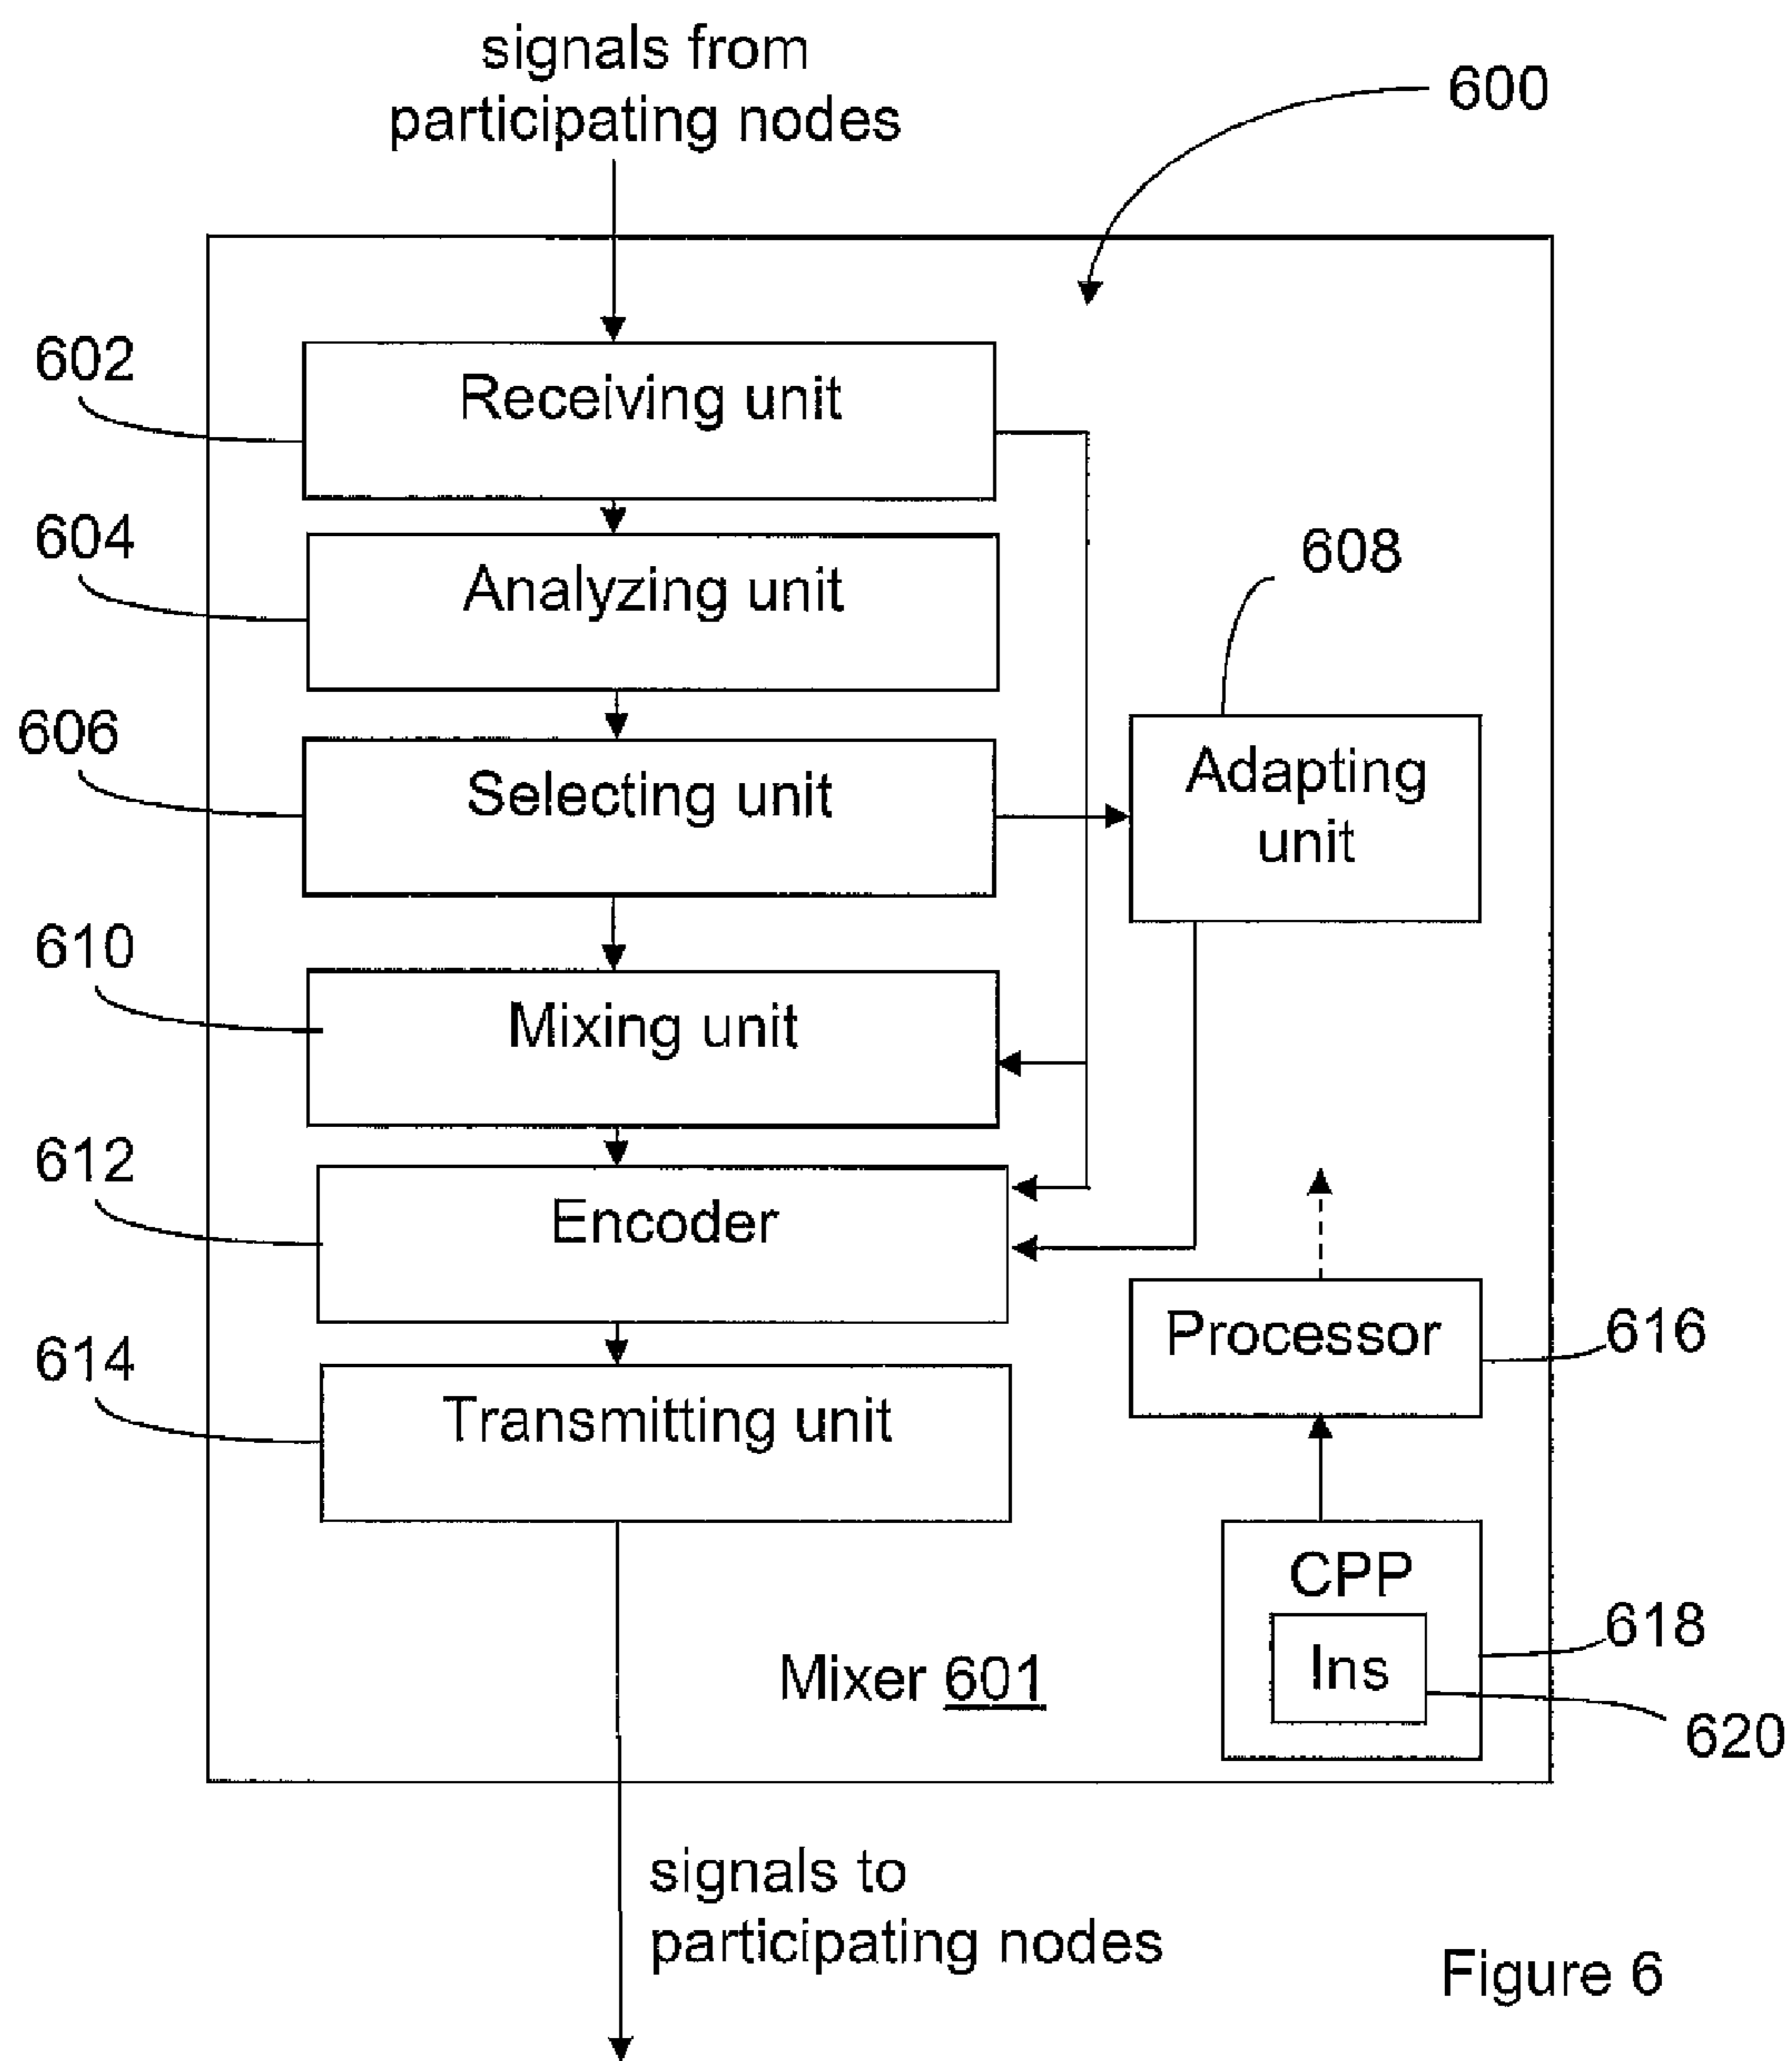 signals from
participating nodes
600
602
Receiving unit
604
Analyzing unit
608
606
Selecting unit
Adapting
unit
610
Mixing unit
612
Encoder
614
Transmitting unit
Processor
616
CPP
618
Ins
Mixer 601
620
signals to
participating nodes
Figure 6